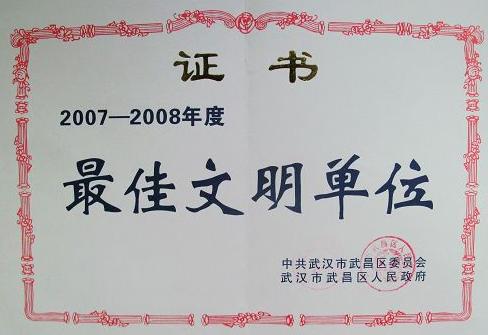 证书
2007—2008年度
最佳文明单位
中共武汉市武昌区委员会
武汉市武昌区人民政府